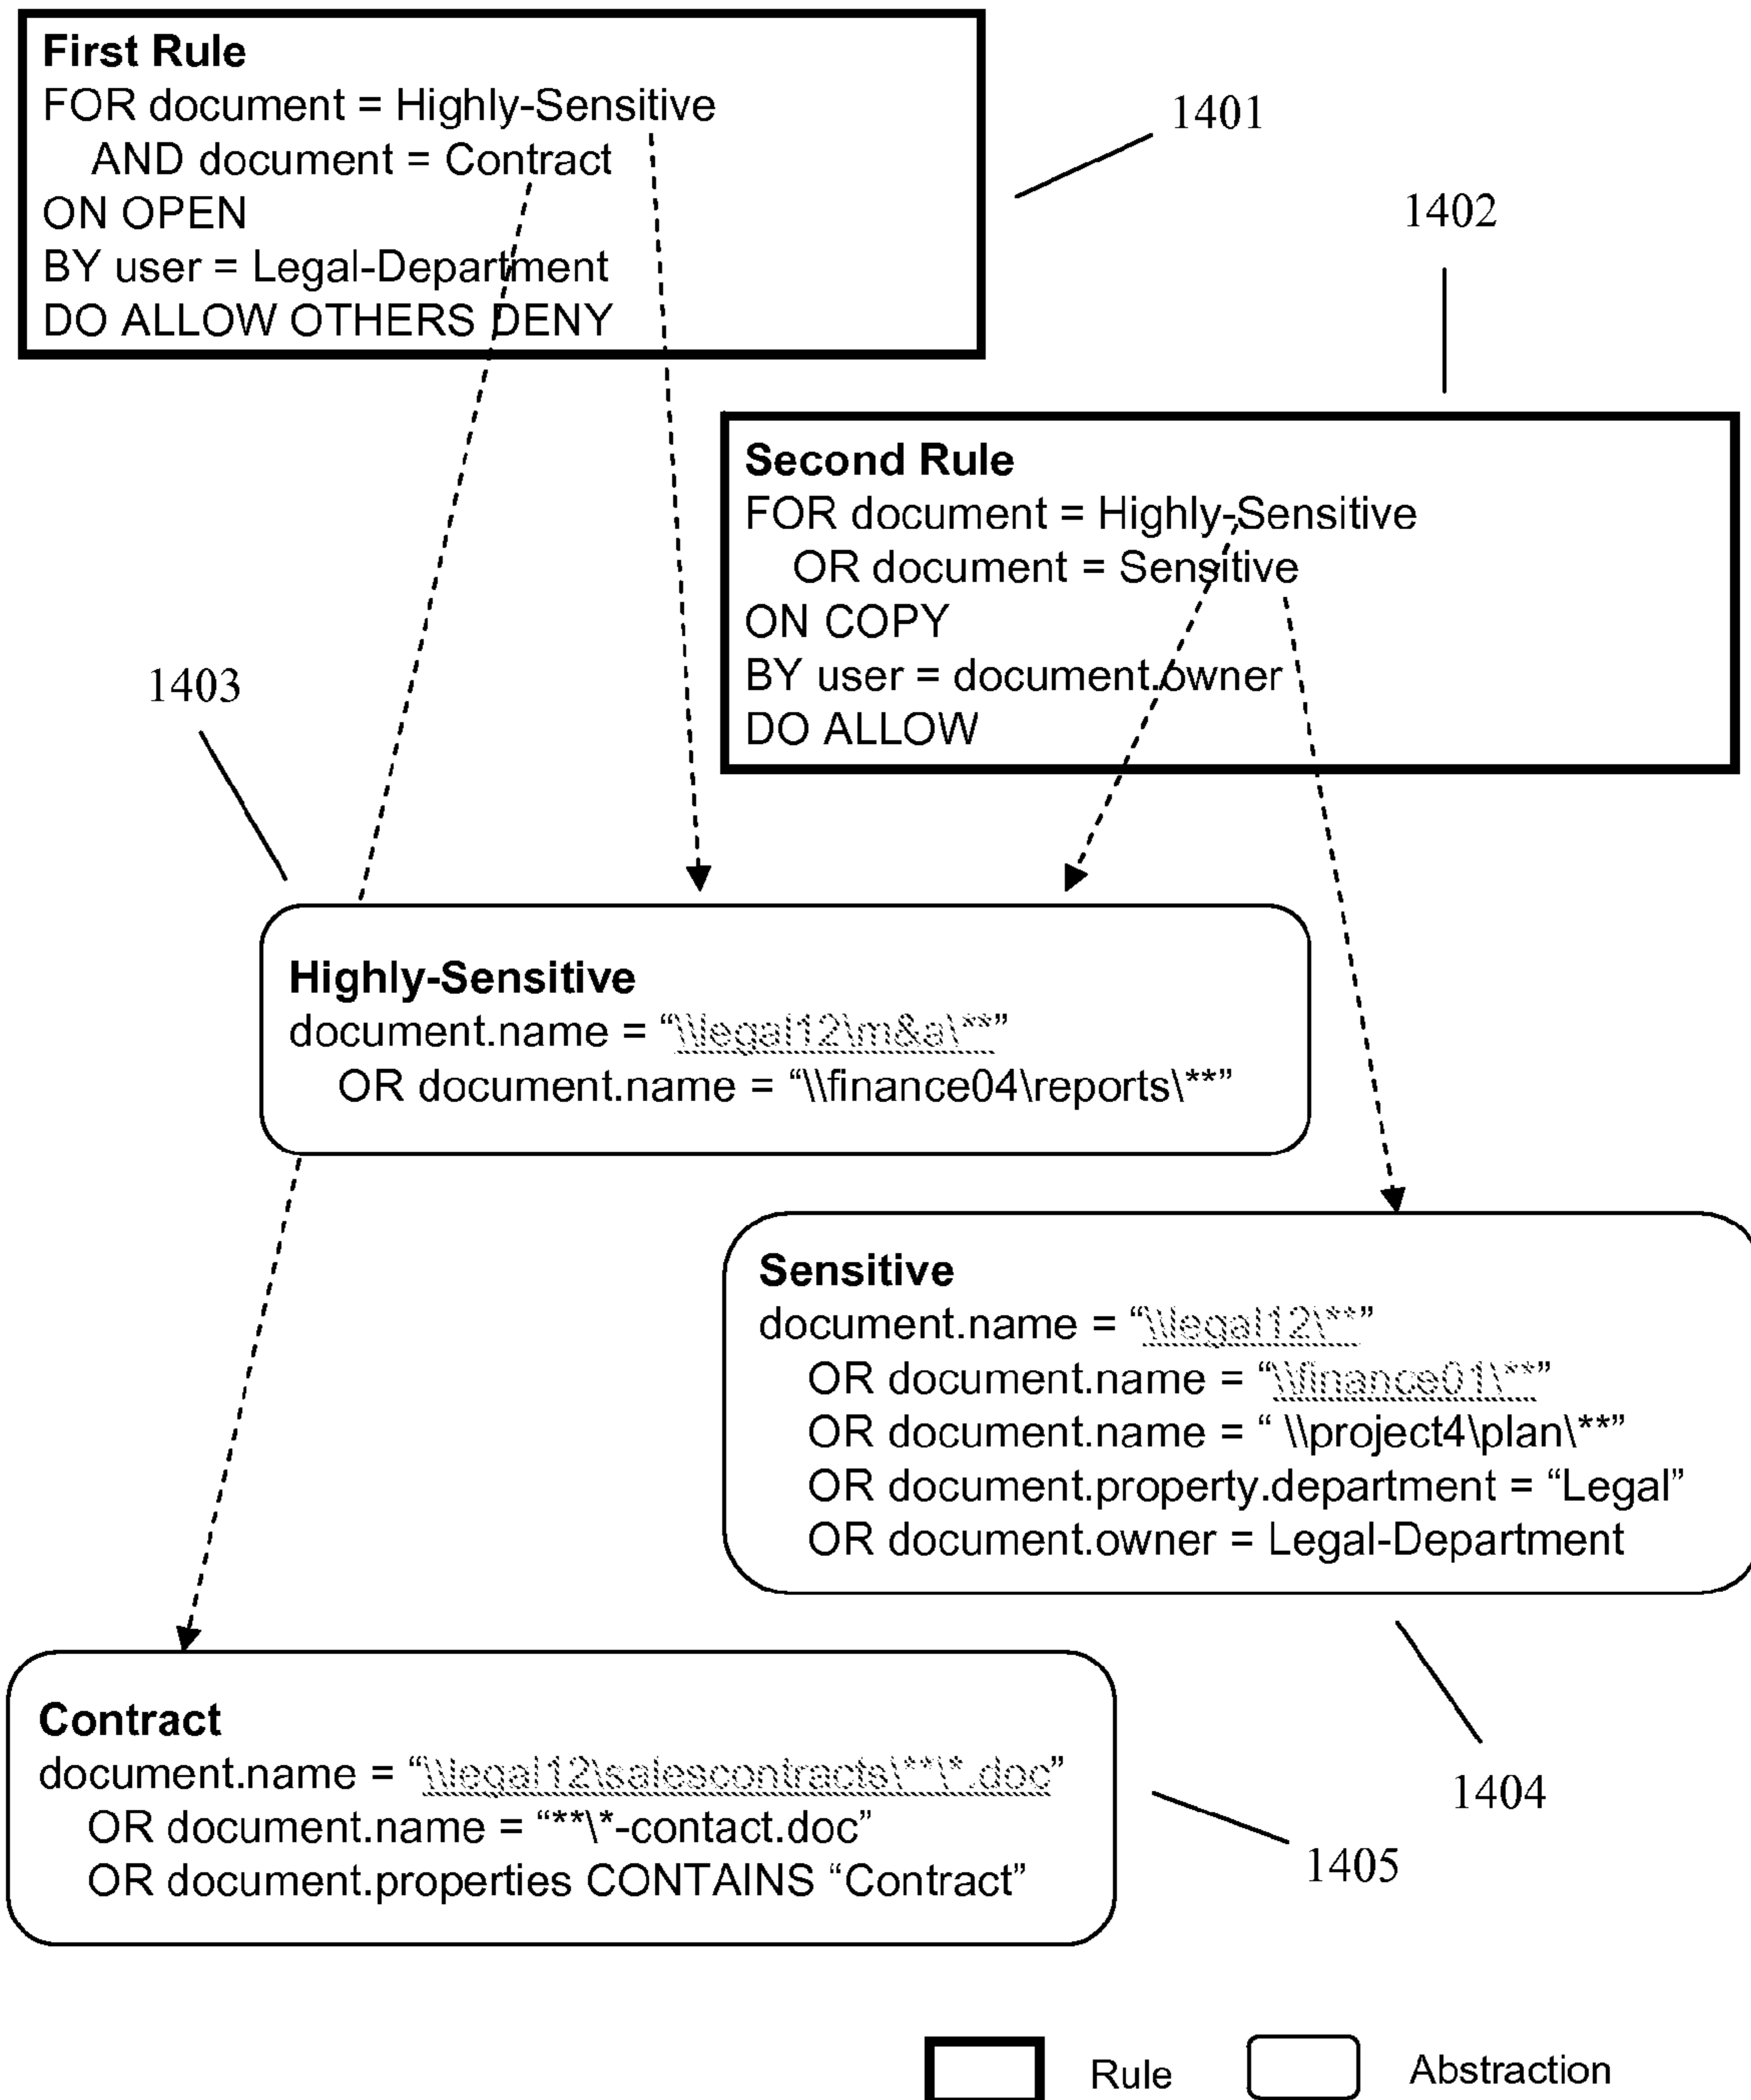 First Rule
FOR document = Highly-Sensitive
AND document = Contract
ON OPEN
BY user = Legal-Department
DO ALLOW OTHERS DENY
1401
1402
Second Rule
FOR document = Highly-Sensitive
OR document = Sensitive
ON COPY
BY user = document.owner
DO ALLOW
1403
Highly-Sensitive
document.name = “\\legal12\m&a\**”
OR document.name = “\\finance04\reports\**”
Sensitive
document.name = “\\legal12\**”
OR document.name = “\\finance01\**”
OR document.name = “ \\project4\plan\**”
OR document.property.department = “Legal”
OR document.owner = Legal-Department
1404
Contract
document.name = “\\legal12\salescontracts\**\*.doc”
OR document.name = “**\*-contact.doc”
OR document.properties CONTAINS “Contract”
1405
Rule
Abstraction